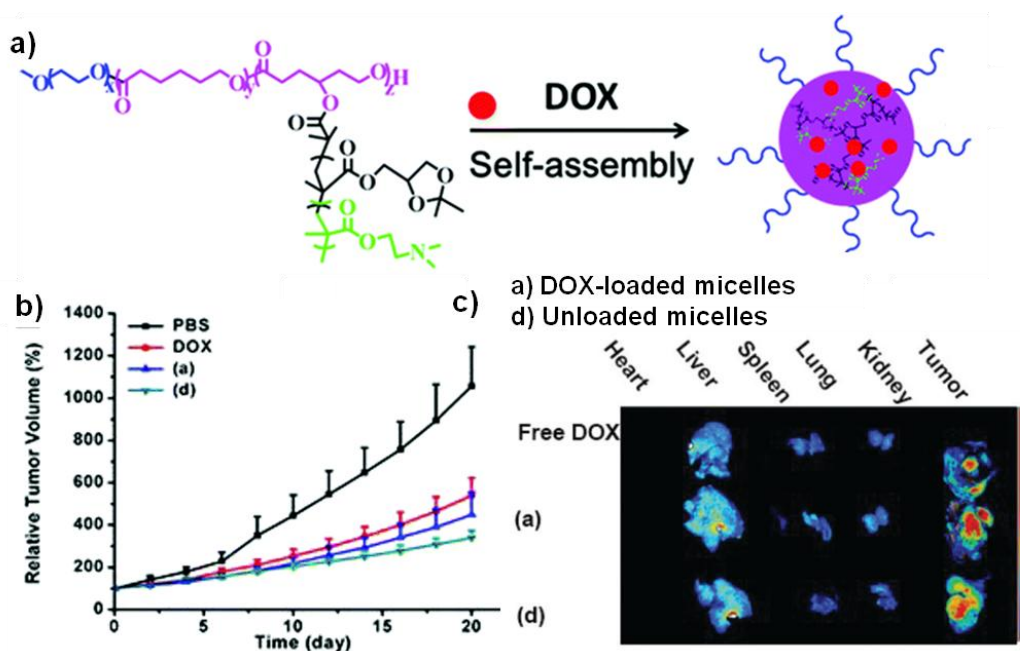 a)
O
O
x
O
O
y
O
O
H
z
O
O
O
O
O
O
O
O
N
DOX
Self-assembly
a) DOX-loaded micelles
d) Unloaded micelles
b)
Relative Tumor Volume (%)
1400
1200
1000
800
600
400
200
0
PBS
DOX
(a)
(d)
0 5 10 15 20
Time (day)
c)
Heart Liver Spleen Lung Kidney Tumor
Free DOX
(a)
(d)